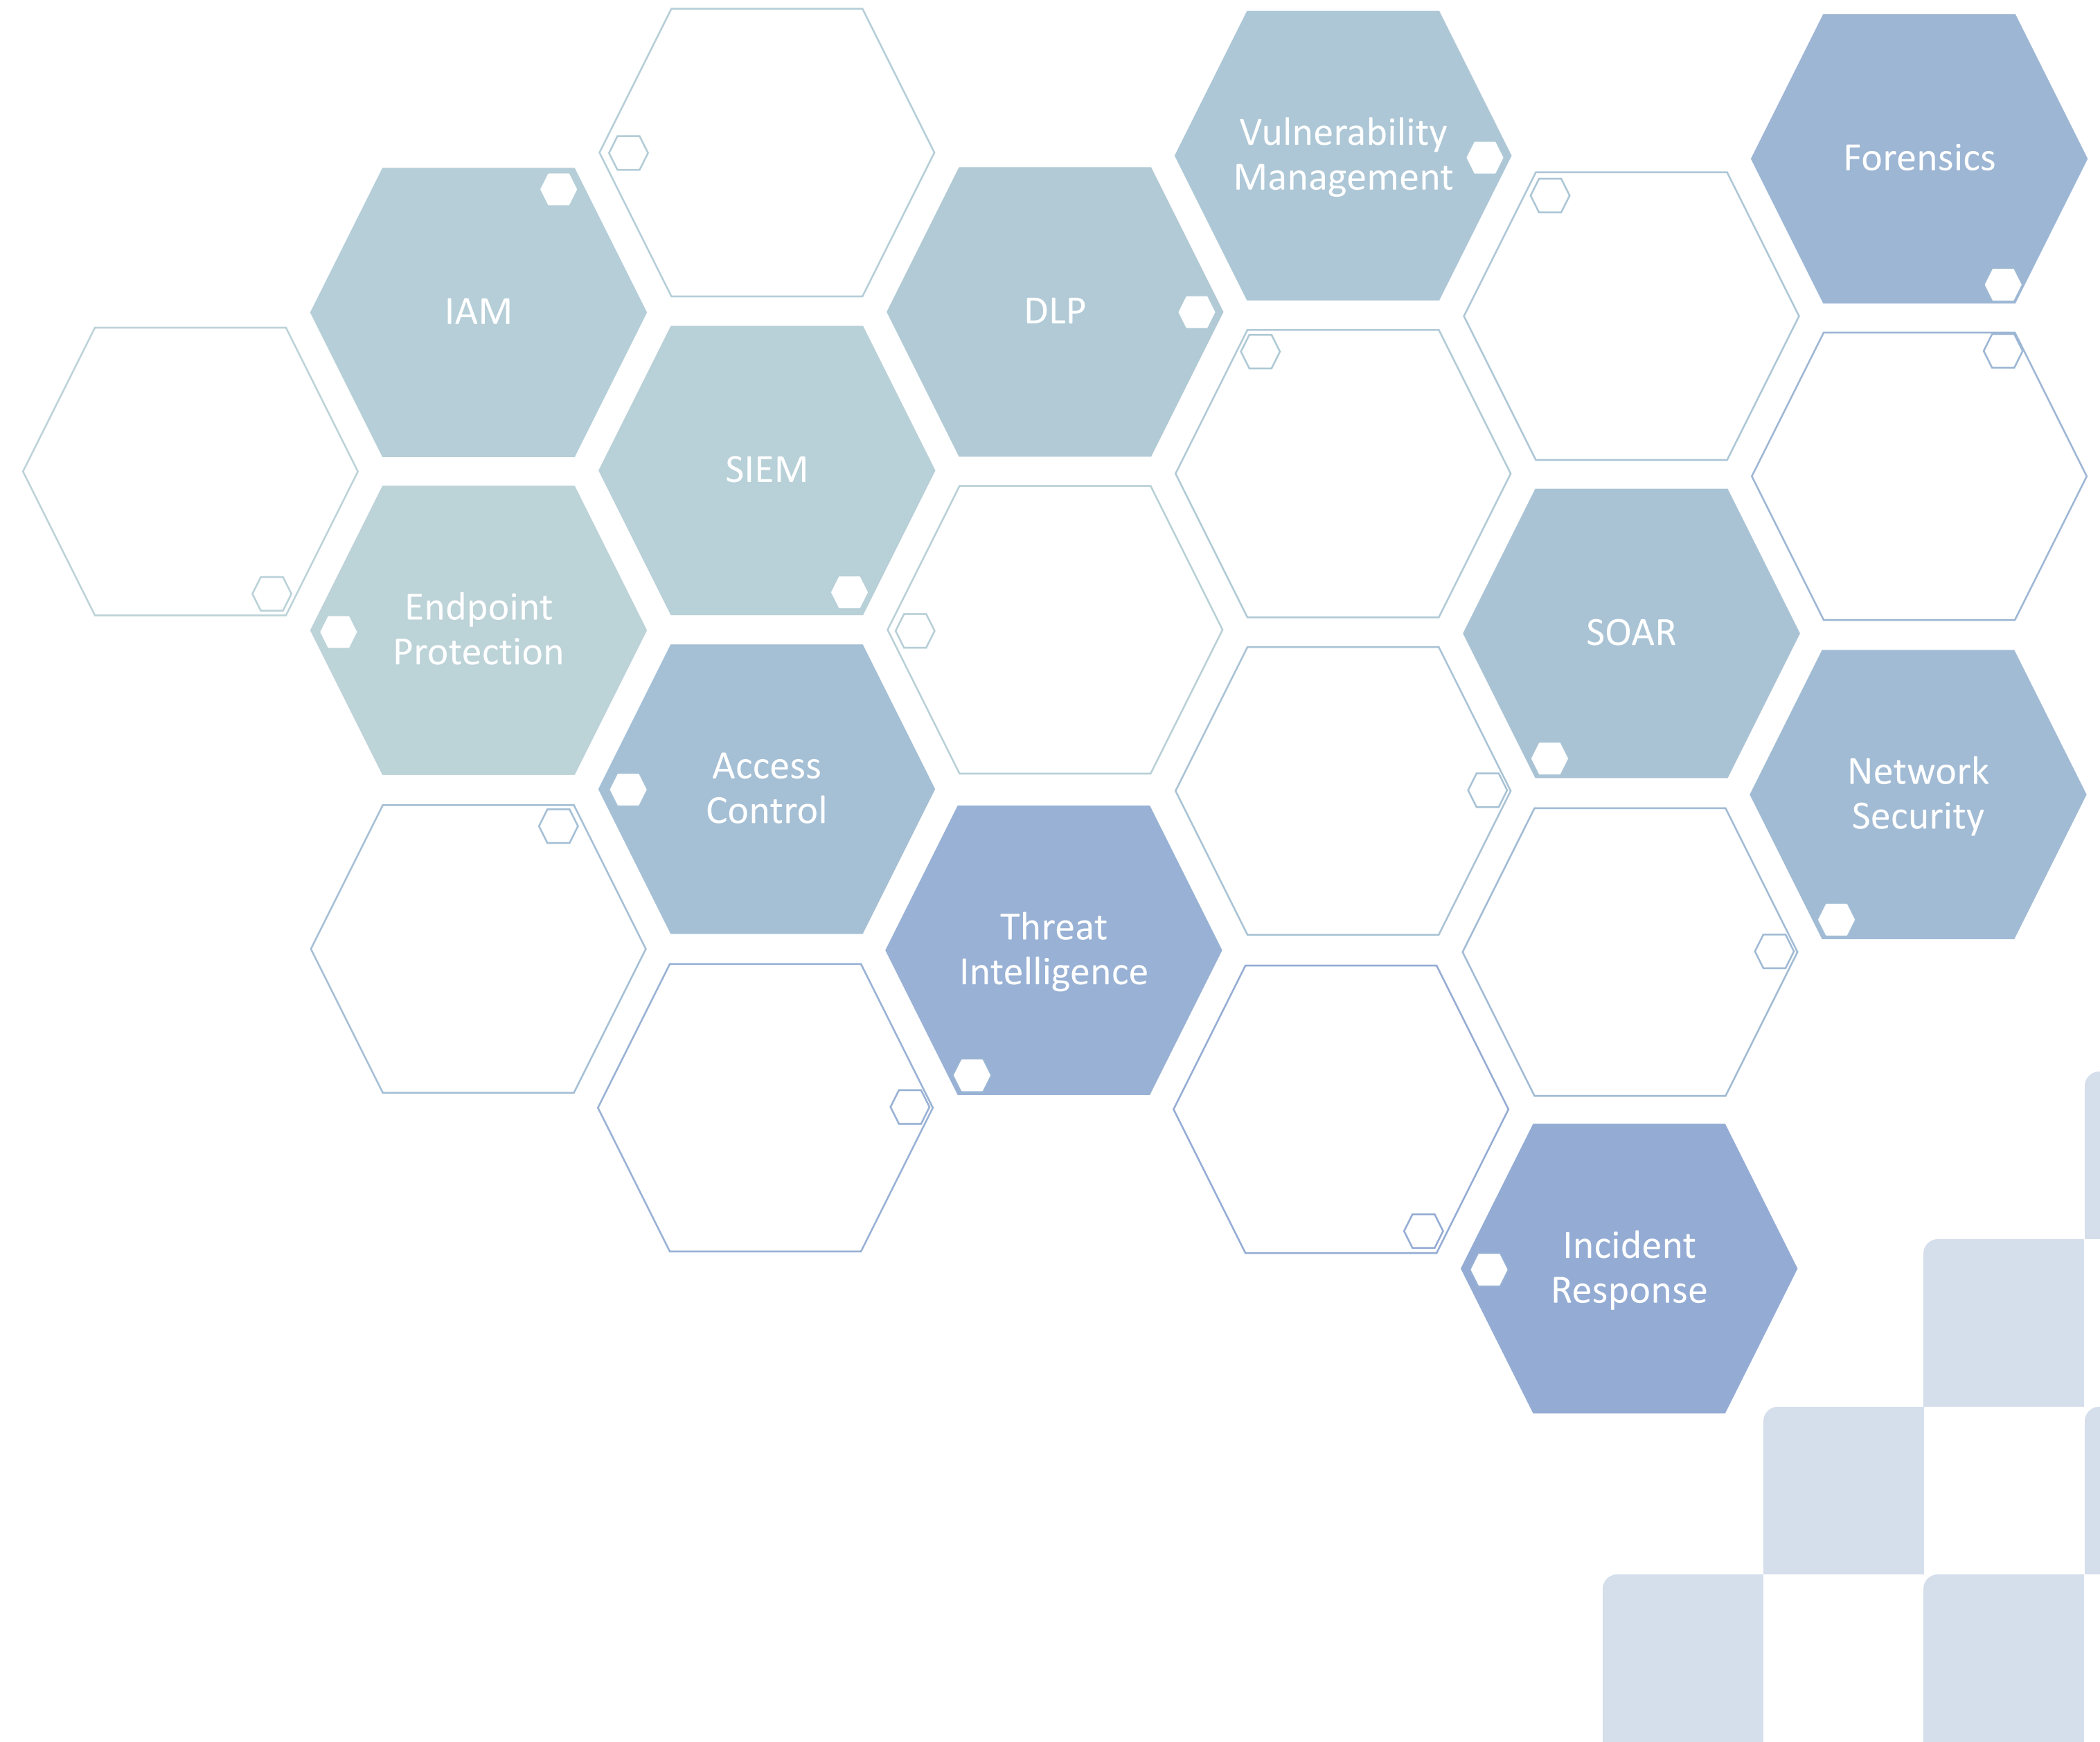 Vulnerability
Management
Forensics
IAM
DLP
SIEM
Endpoint
Protection
SOAR
Access
Control
Network
Security
Threat
Intelligence
Incident
Response